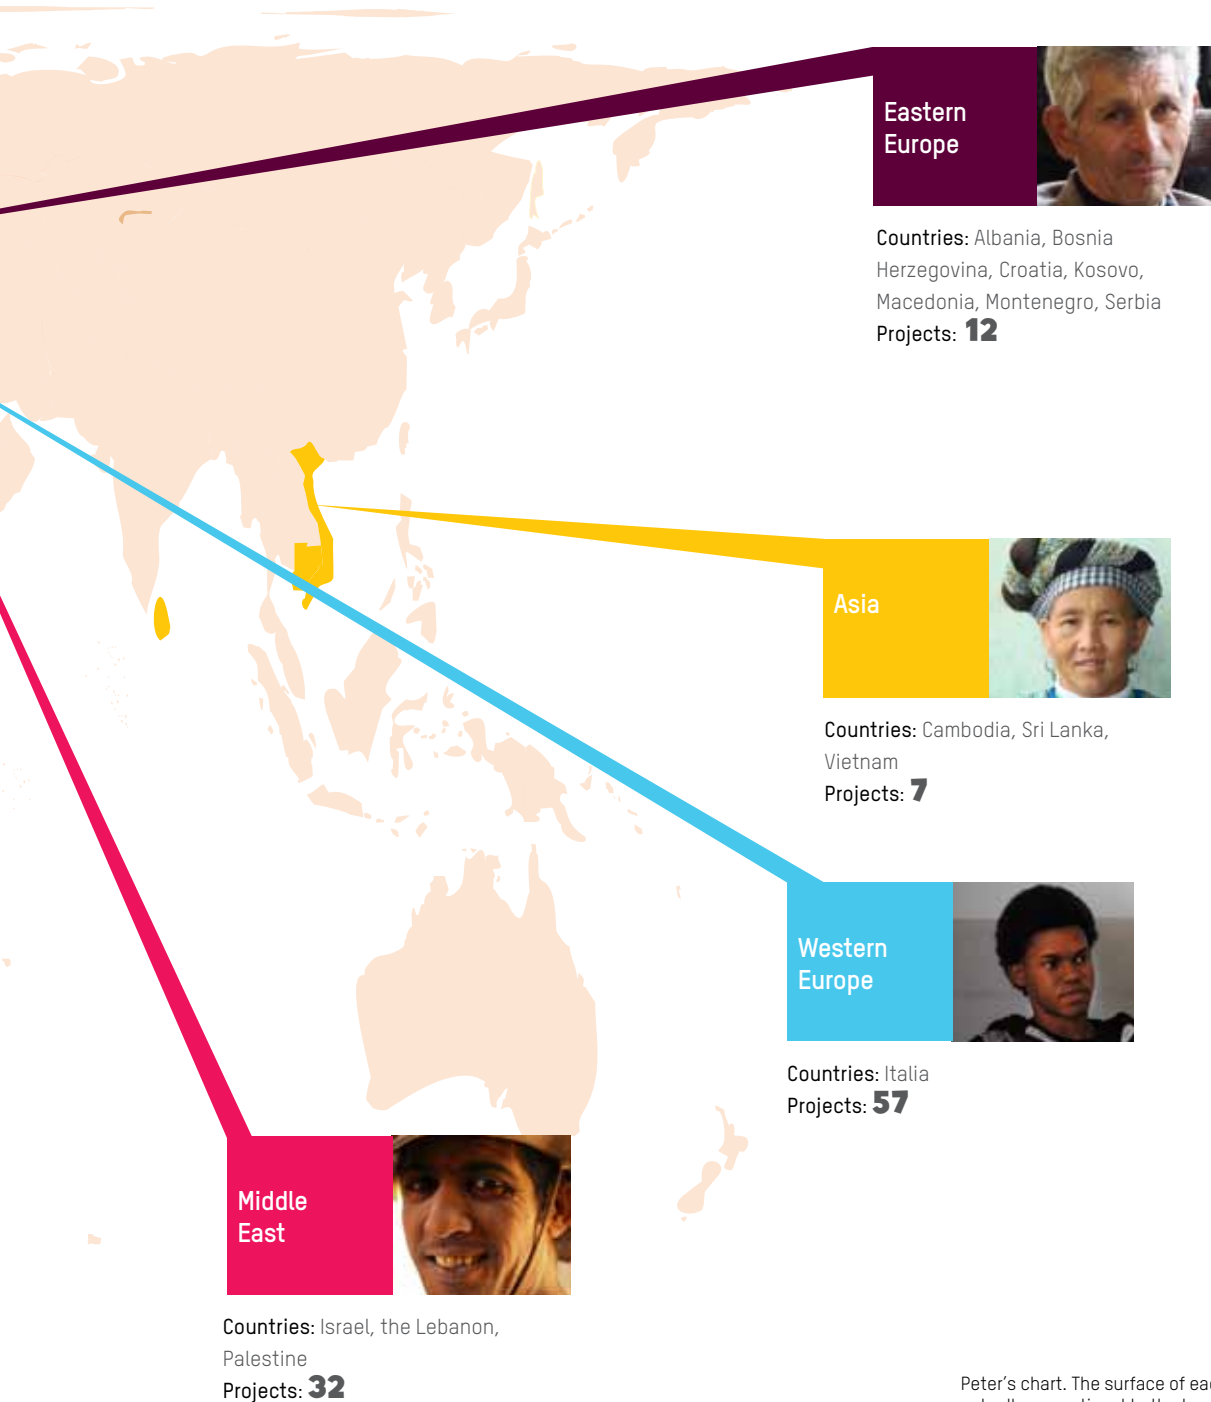 Eastern
Europe
Countries: Albania, Bosnia
Herzegovina, Croatia, Kosovo,
Macedonia, Montenegro, Serbia
Projects: 12
Asia
Countries: Cambodia, Sri Lanka,
Vietnam
Projects: 7
Western
Europe
Countries: Italia
Projects: 57
Middle
East
Countries: Israel, the Lebanon,
Palestine
Projects: 32
Peter's chart. The surface of